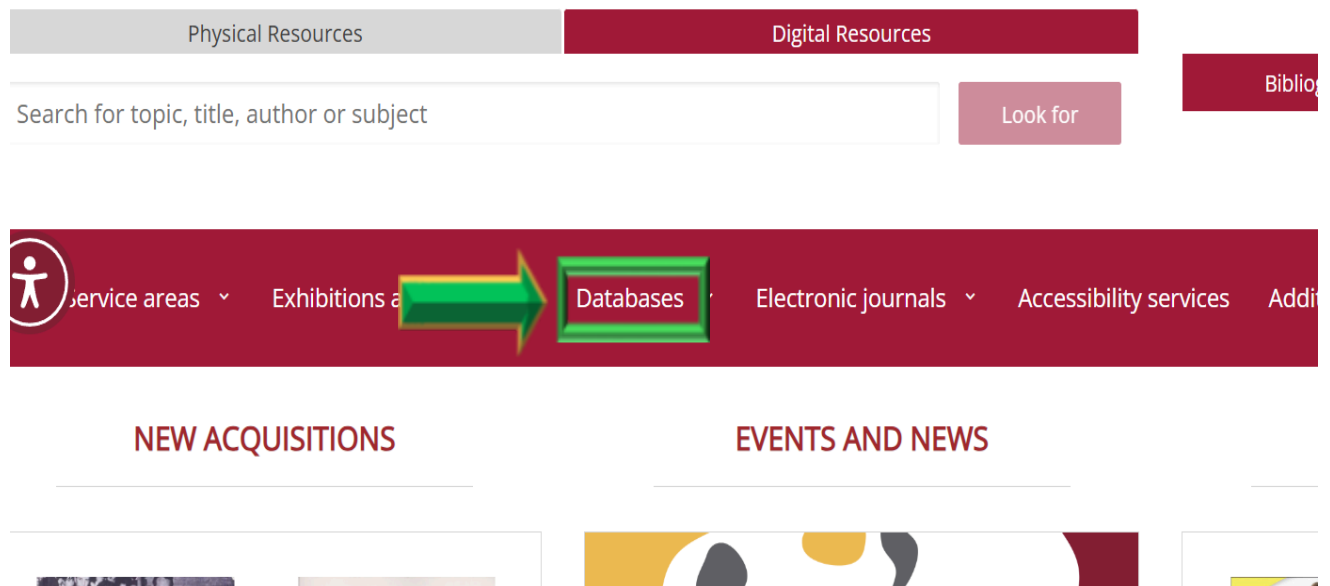 Physical Resources
Digital Resources
Search for topic, title, author or subject
Look for
Service areas
Exhibitions
Databases
Electronic journals
Accessibility services
NEW ACQUISITIONS
EVENTS AND NEWS